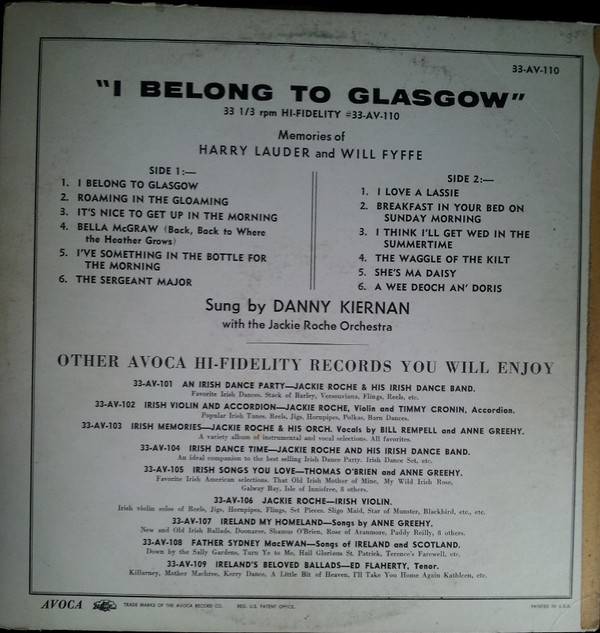 33-AV-110
"I BELONG TO GLASGOW"
33 1/3 rpm HI-FIDELITY #33-AV-110
Memories of
HARRY LAUDER and WILL FYFFE
SIDE 1:—
1. I BELONG TO GLASGOW
2. ROAMING IN THE GLOAMING
3. IT'S NICE TO GET UP IN THE MORNING
4. BELLA McGRAW (Back, Back to Where
the Heather Grows)
5. I'VE SOMETHING IN THE BOTTLE FOR
THE MORNING
6. THE SERGEANT MAJOR
SIDE 2:—
1. I LOVE A LASSIE
2. BREAKFAST IN YOUR BED ON
SUNDAY MORNING
3. I THINK I'LL GET WED IN THE
SUMMERTIME
4. THE WAGGLE OF THE KILT
5. SHE'S MA DAISY
6. A WEE DEOCH AN' DORIS
Sung by DANNY KIERNAN
with the Jackie Roche Orchestra
OTHER AVOCA HI-FIDELITY RECORDS YOU WILL ENJOY
33-AV-101 AN IRISH DANCE PARTY—JACKIE ROCHE & HIS IRISH DANCE BAND.
Favorite Irish Dances, Stack of Barley, Versouviana, Flings, Reels, etc.
33-AV-102 IRISH VIOLIN AND ACCORDION—JACKIE ROCHE, Violin and TIMMY CRONIN, Accordion.
Popular Irish Tunes, Reels, Jigs, Hornpipes, Polkas, Barn Dances.
33-AV-103 IRISH MEMORIES—JACKIE ROCHE & HIS ORCH. Vocals by BILL REMPELL and ANNE GREEHY.
A variety album of instrumental and vocal selections. All favorites.
33-AV-104 IRISH DANCE TIME—JACKIE ROCHE AND HIS IRISH DANCE BAND.
An ideal companion to the best selling Irish Dance Party. Irish Dance Set, etc.
33-AV-105 IRISH SONGS YOU LOVE—THOMAS O'BRIEN and ANNE GREEHY.
Favorite Irish American selections. That Old Irish Mother of Mine, My Wild Irish Rose,
Galway Bay, Isle of Innisfree, 8 others.
33-AV-106 JACKIE ROCHE—IRISH VIOLIN.
Irish violin solos of Reels, Jigs, Hornpipes, Flings, Set Pieces, Sligo Maid, Star of Munster, Blackbird, etc., etc.
33-AV-107 IRELAND MY HOMELAND—Songs by ANNE GREEHY.
New and Old Irish Ballads. Doonaree, Shanus O'Brien, Rose of Aranmore, Paddy Reilly, 8 others.
33-AV-108 FATHER SYDNEY MacEWAN—Songs of IRELAND and SCOTLAND.
Down by the Sally Gardens, Turn Ye to Me, Hail Glorious St. Patrick, Terence's Farewell, etc.
33-AV-109 IRELAND'S BELOVED BALLADS—ED FLAHERTY, Tenor.
Killarney, Mother Machree, Kerry Dance, A Little Bit of Heaven, I'll Take You Home Again Kathleen, etc.
AVOCA TRADE MARKS OF THE AVOCA RECORD CO. REG. U.S. PATENT OFFICE. PRINTED IN U.S.A.